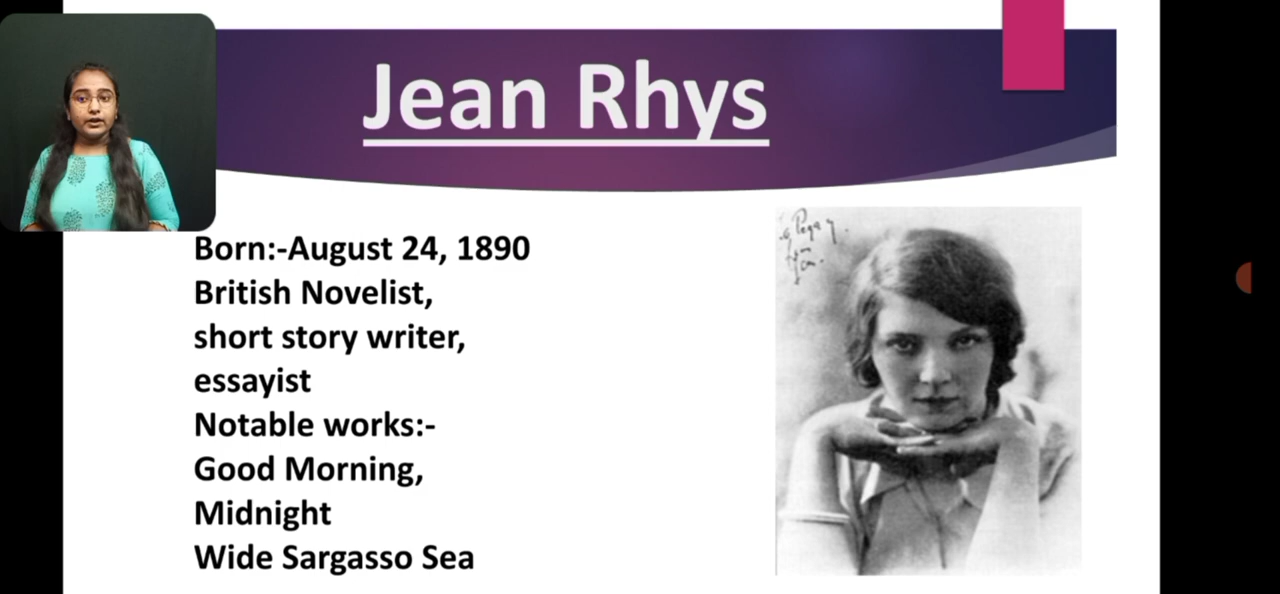 Jean Rhys
Born:-August 24, 1890
British Novelist,
short story writer,
essayist
Notable works:-
Good Morning,
Midnight
Wide Sargasso Sea